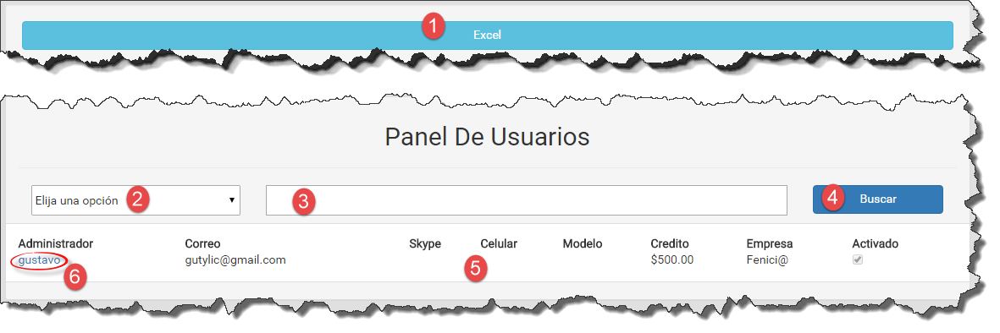 1
Excel
Panel De Usuarios
Elija una opción 2 3 4 Buscar
Administrador Correo Skype Celular Modelo Credito Empresa Activado
gustavo gutylic@gmail.com $500.00 Fenici@
6 5